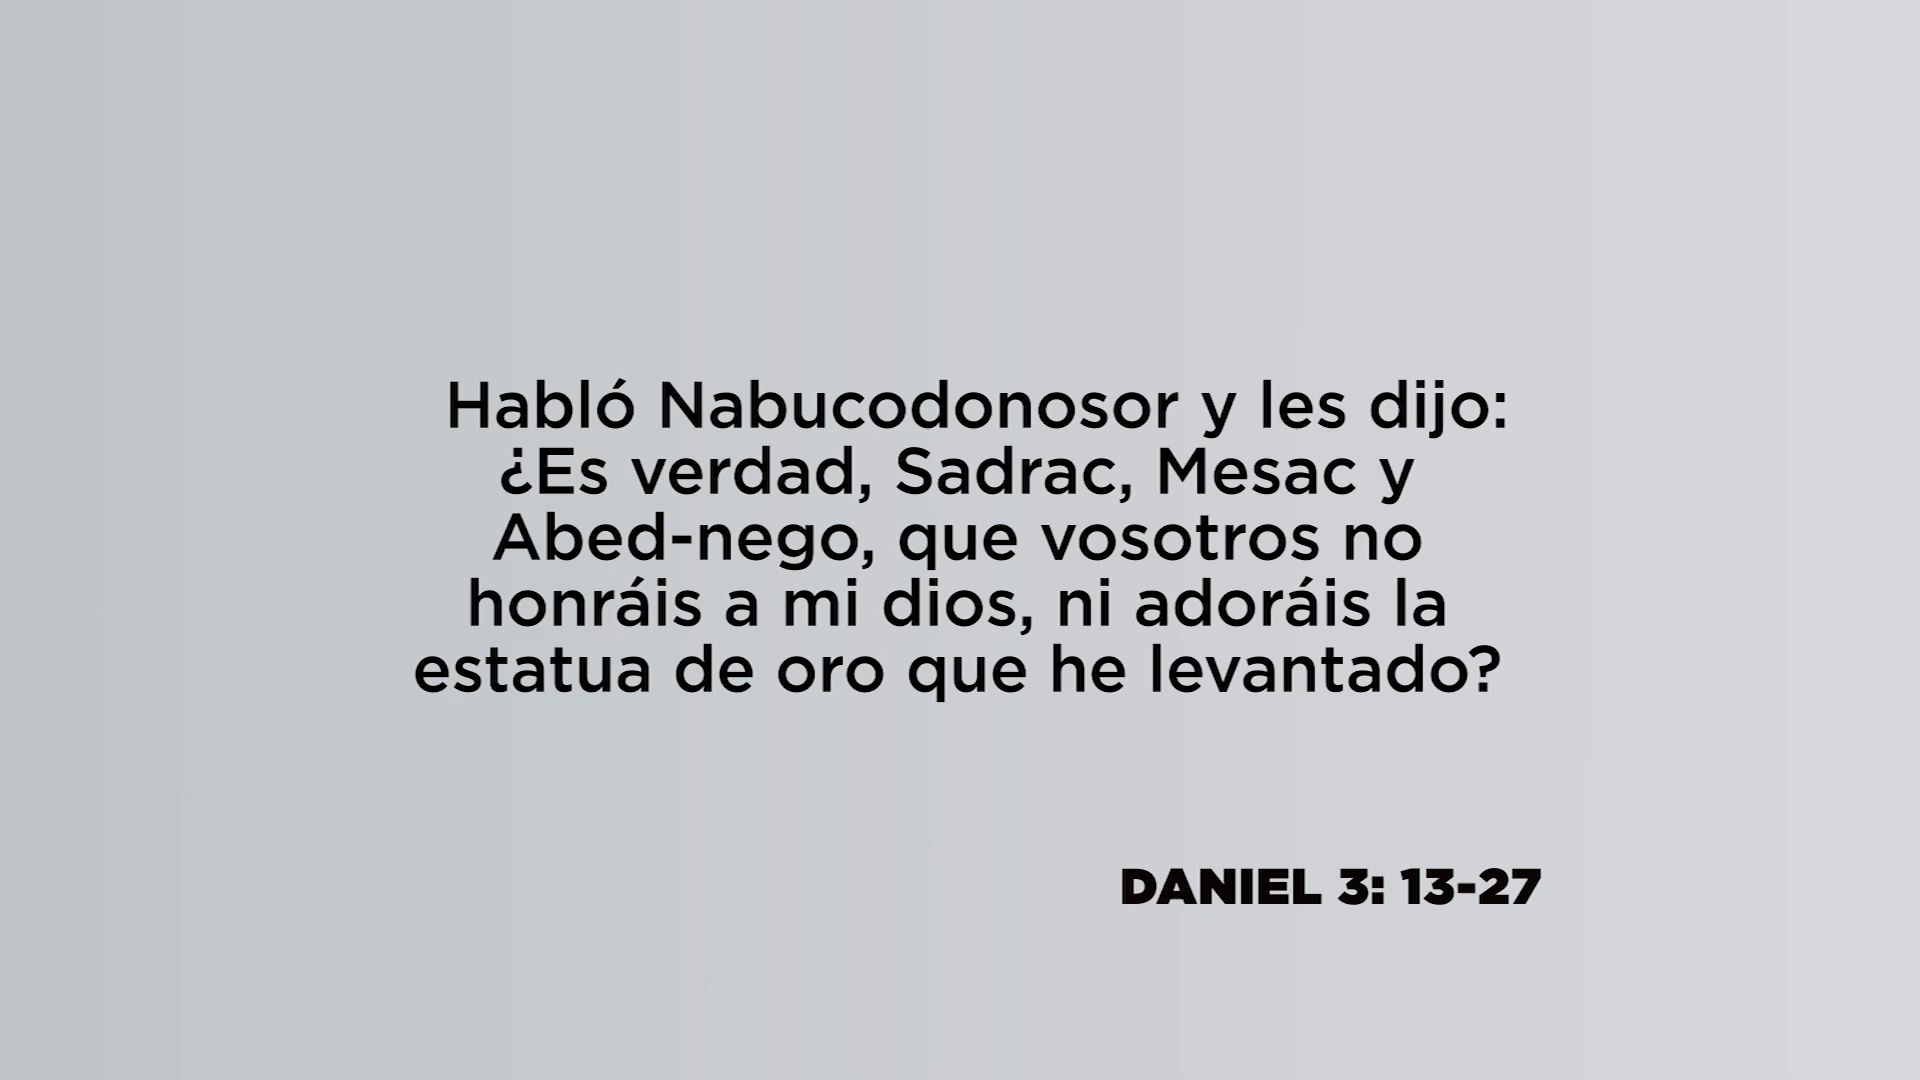 Habló Nabucodonosor y les dijo:
¿Es verdad, Sadrac, Mesac y
Abed-nego, que vosotros no
honráis a mi dios, ni adoráis la
estatua de oro que he levantado?
DANIEL 3: 13-27